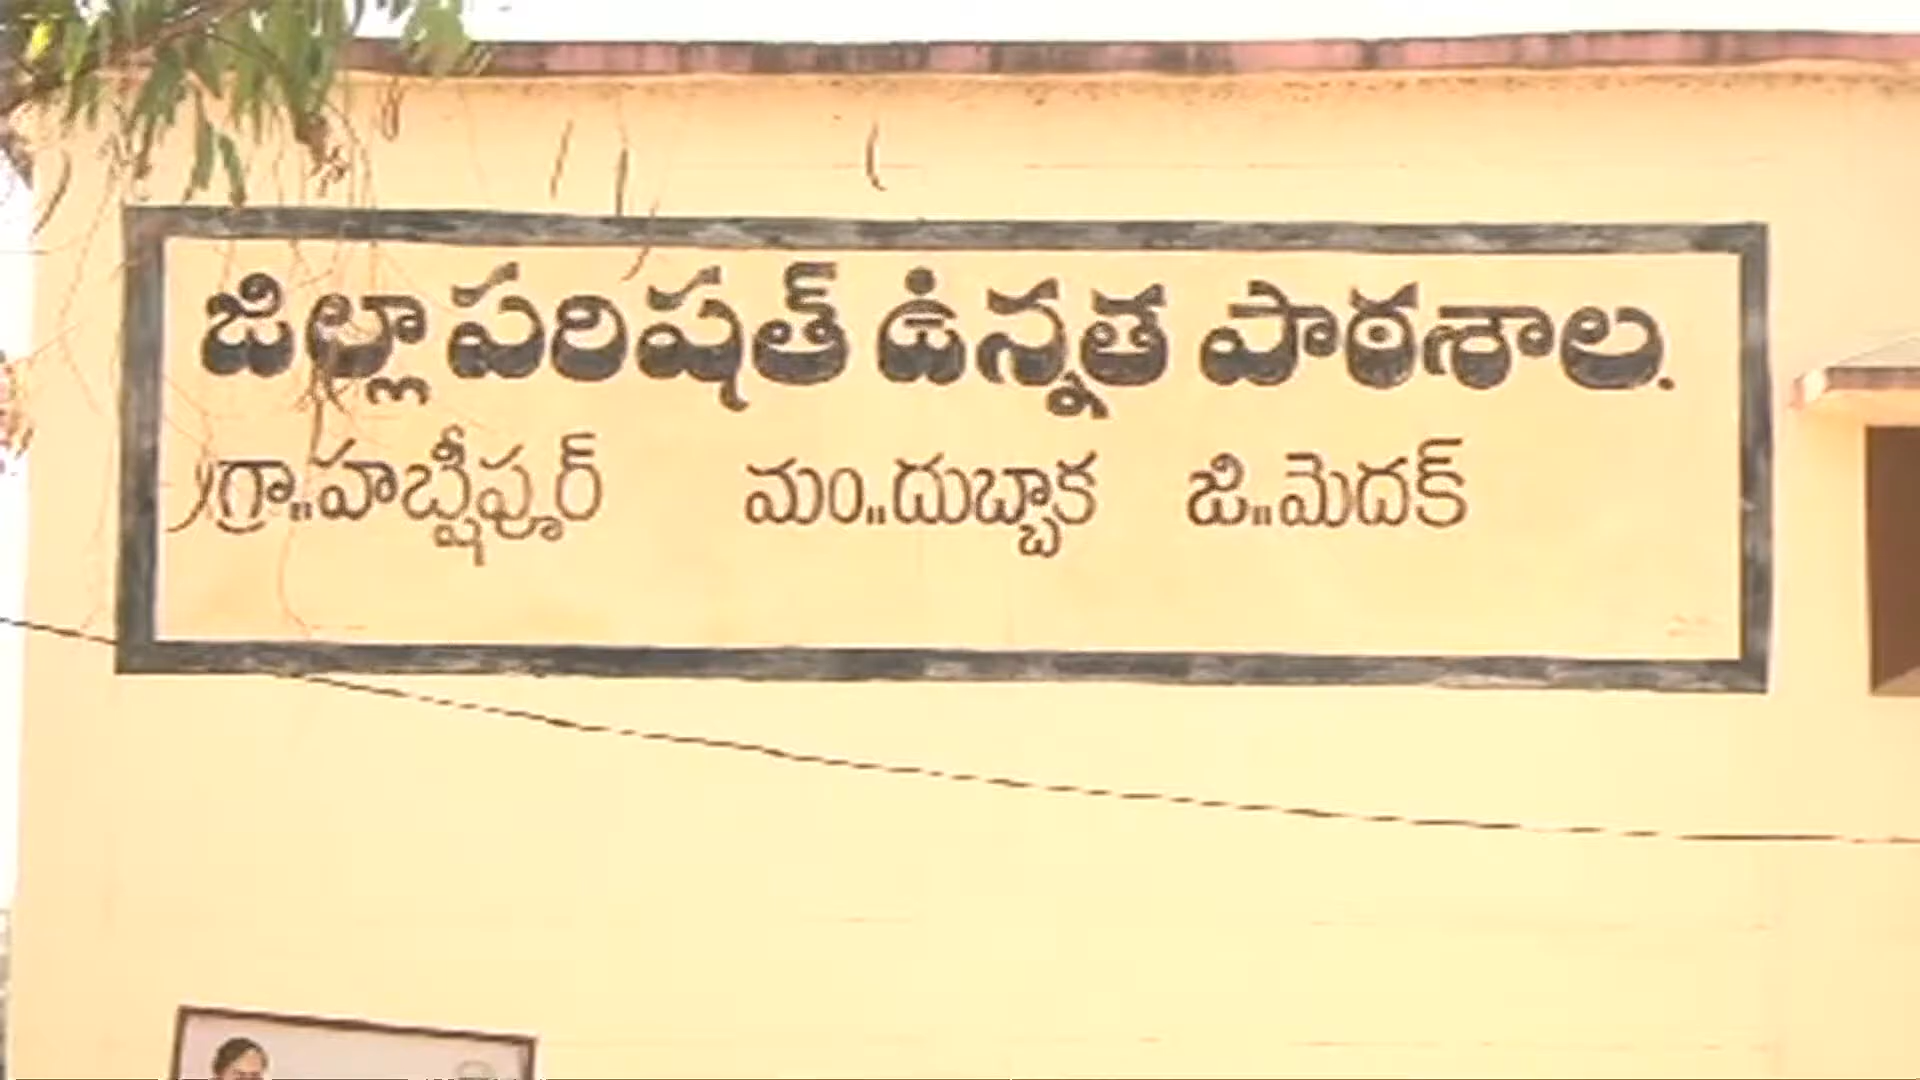 జిల్లా పరిషత్ ఉన్నత పాఠశాల.
గ్రా॥హబ్షీపూర్ మం॥దుబ్బాక జి॥మెదక్